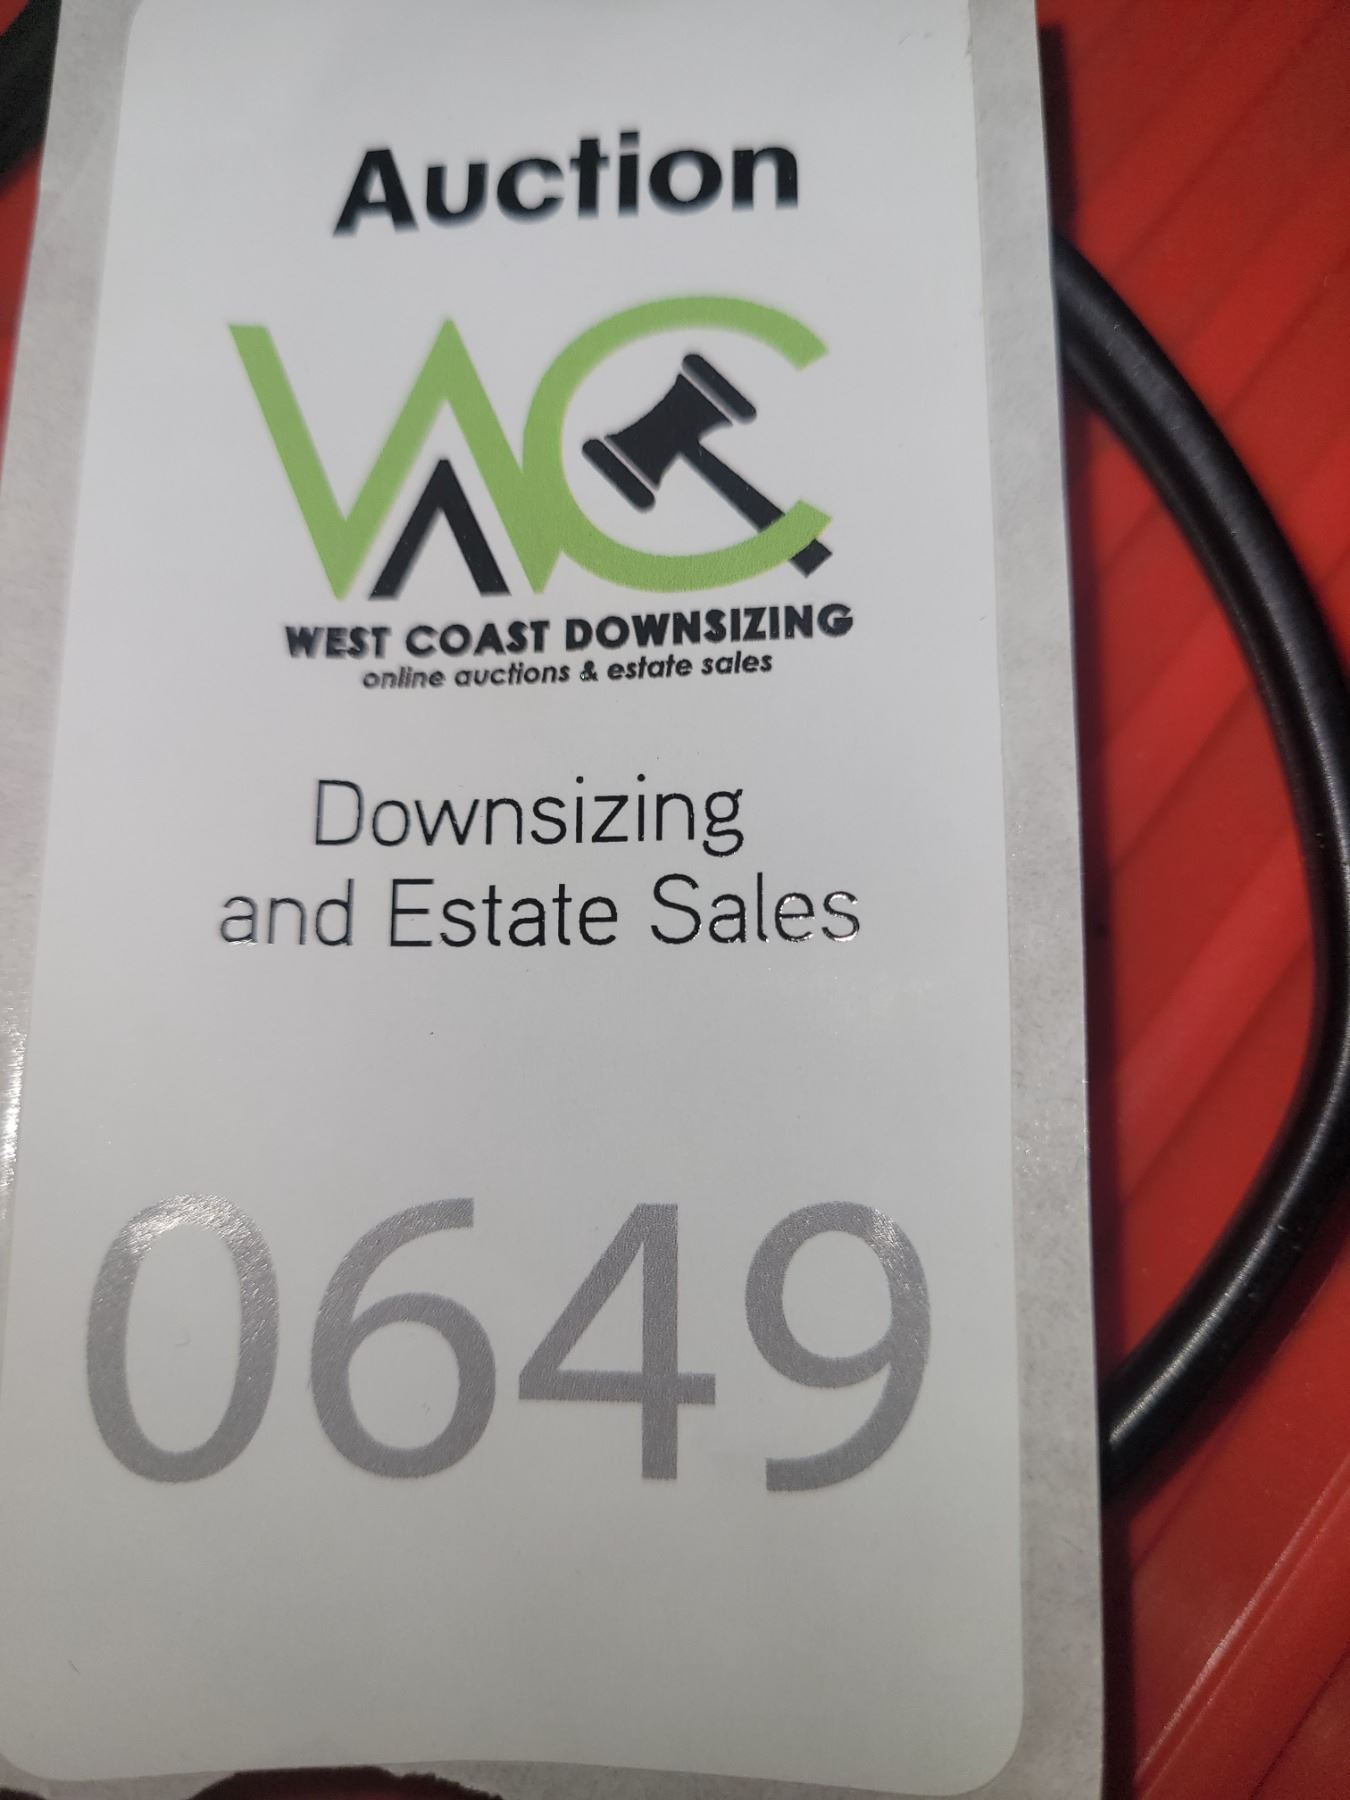 Auction
WC
WEST COAST DOWNSIZING
online auctions & estate sales
Downsizing
and Estate Sales
0649